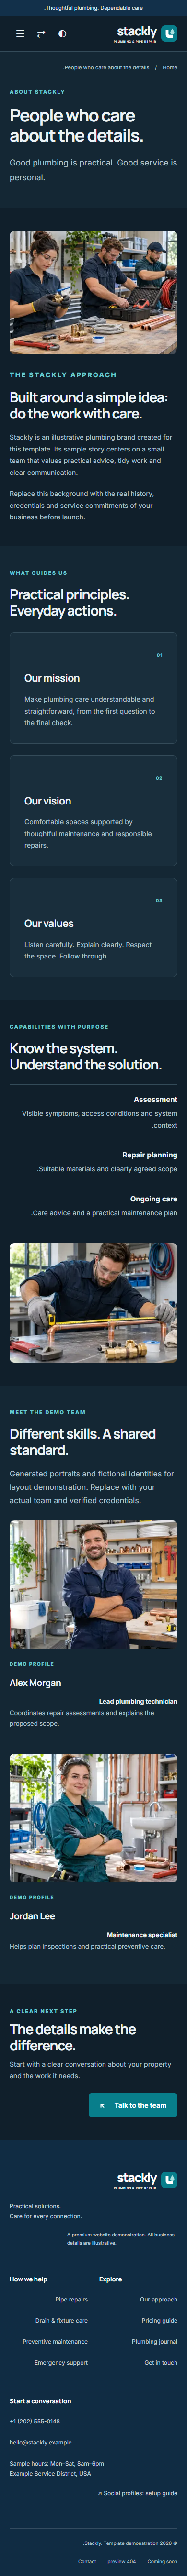 .Thoughtful plumbing. Dependable care
stackly
PLUMBING & PIPE REPAIR
.People who care about the details / Home
ABOUT STACKLY
People who care
about the details.
Good plumbing is practical. Good service is
personal.
THE STACKLY APPROACH
Built around a simple idea:
do the work with care.
Stackly is an illustrative plumbing brand created for
this template. Its sample story centers on a small
team that values practical advice, tidy work and
clear communication.
Replace this background with the real history,
credentials and service commitments of your
business before launch.
WHAT GUIDES US
Practical principles.
Everyday actions.
01
Our mission
Make plumbing care understandable and
straightforward, from the first question to
the final check.
02
Our vision
Comfortable spaces supported by
thoughtful maintenance and responsible
repairs.
03
Our values
Listen carefully. Explain clearly. Respect
the space. Follow through.
CAPABILITIES WITH PURPOSE
Know the system.
Understand the solution.
Assessment
Visible symptoms, access conditions and system
.context
Repair planning
.Suitable materials and clearly agreed scope
Ongoing care
.Care advice and a practical maintenance plan
MEET THE DEMO TEAM
Different skills. A shared
standard.
Generated portraits and fictional identities for
layout demonstration. Replace with your
actual team and verified credentials.
DEMO PROFILE
Alex Morgan
Lead plumbing technician
Coordinates repair assessments and explains the
proposed scope.
DEMO PROFILE
Jordan Lee
Maintenance specialist
Helps plan inspections and practical preventive care.
A CLEAR NEXT STEP
The details make the
difference.
Start with a clear conversation about your property
and the work it needs.
Talk to the team
stackly
PLUMBING & PIPE REPAIR
Practical solutions.
Care for every connection.
A premium website demonstration. All business
details are illustrative.
How we help
Pipe repairs
Drain & fixture care
Preventive maintenance
Emergency support
Explore
Our approach
Pricing guide
Plumbing journal
Get in touch
Start a conversation
+1 (202) 555-0148
hello@stackly.example
Sample hours: Mon–Sat, 8am–6pm
Example Service District, USA
↗ Social profiles: setup guide
.Stackly. Template demonstration 2026 ©
Contact preview 404 Coming soon